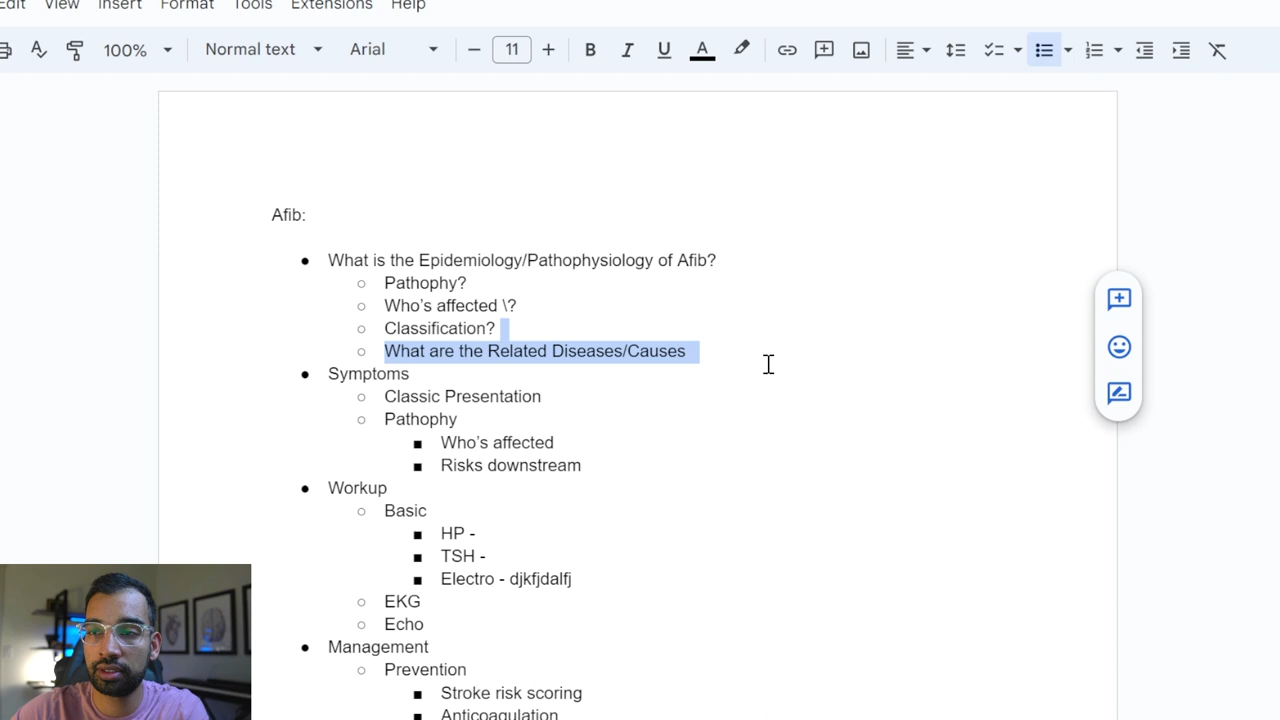 Edit View Insert Format Tools Extensions Help
100% Normal text Arial 11 B I U A
Afib:
What is the Epidemiology/Pathophysiology of Afib?
Pathophy?
Who's affected \?
Classification?
What are the Related Diseases/Causes
Symptoms
Classic Presentation
Pathophy
Who's affected
Risks downstream
Workup
Basic
HP -
TSH -
Electro - djkfjdalfj
EKG
Echo
Management
Prevention
Stroke risk scoring
Anticoagulation